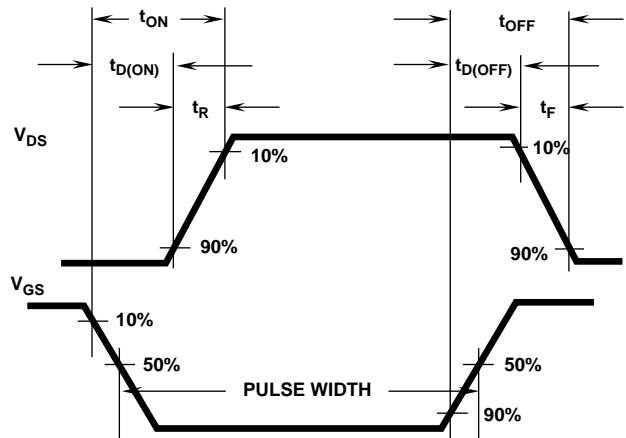 tON tOFF
tD(ON) tD(OFF)
tR tF
VDS
10% 10%
90% 90%
VGS
10%
50% PULSE WIDTH 50%
90%